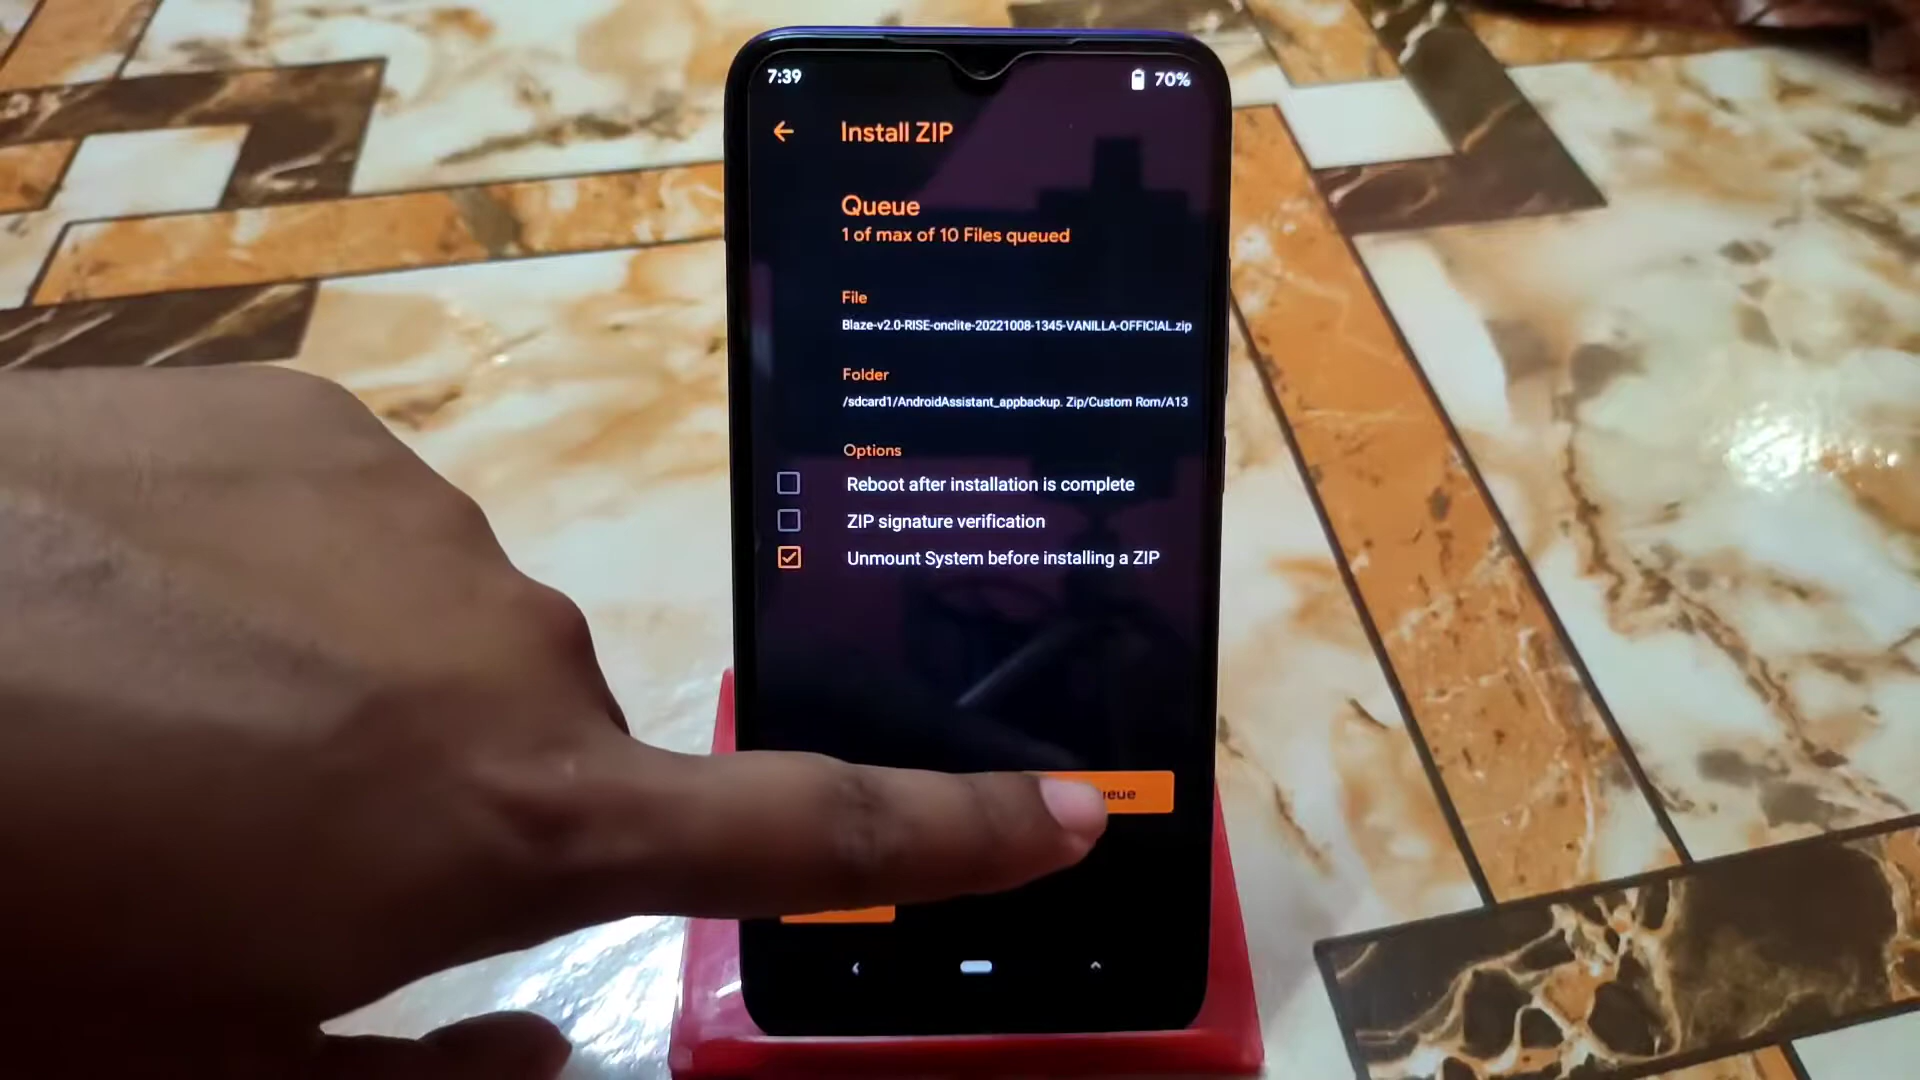 7:39
70%
Install ZIP
Queue
1 of max of 10 Files queued
File
Blaze-v2.0-RISE-onclite-20221008-1345-VANILLA-OFFICIAL.zip
Folder
/sdcard1/AndroidAssistant_appbackup. Zip/Custom Rom/A13
Options
Reboot after installation is complete
ZIP signature verification
Unmount System before installing a ZIP